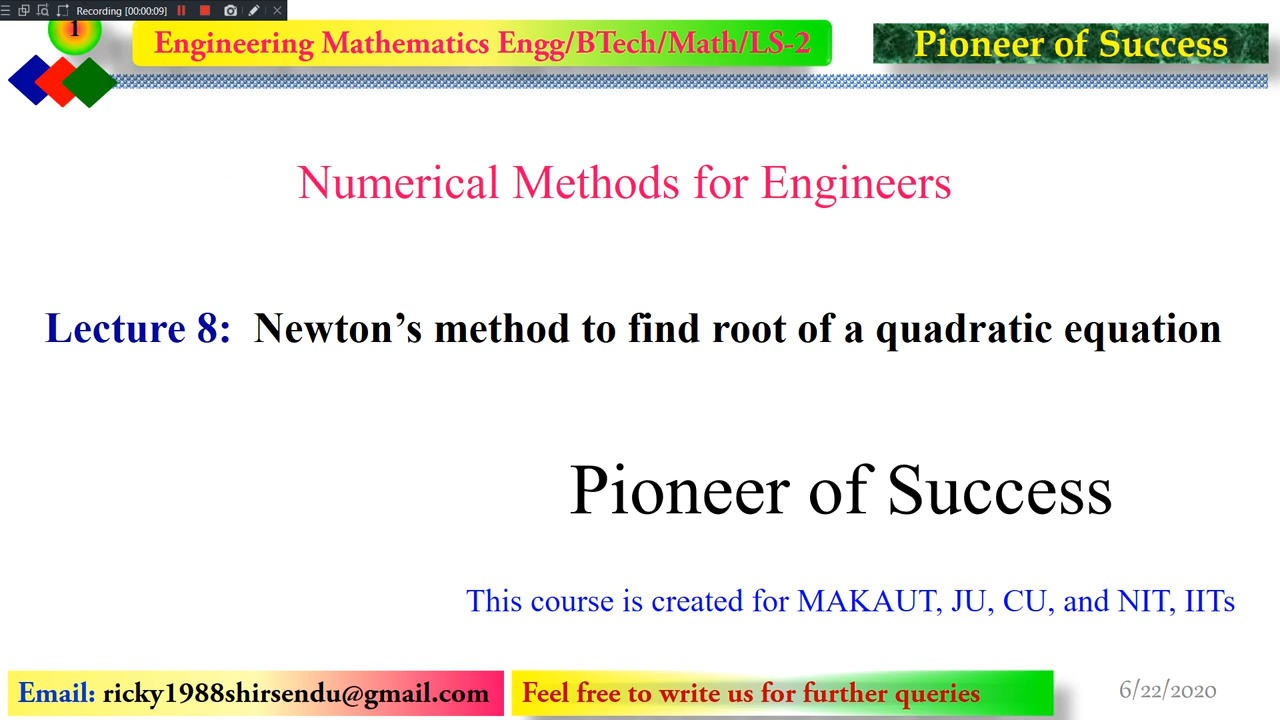 Recording [00:00:09]
1
Engineering Mathematics Engg/BTech/Math/LS-2
Pioneer of Success
Numerical Methods for Engineers
Lecture 8: Newton’s method to find root of a quadratic equation
Pioneer of Success
This course is created for MAKAUT, JU, CU, and NIT, IITs
Email: ricky1988shirsendu@gmail.com
Feel free to write us for further queries
6/22/2020